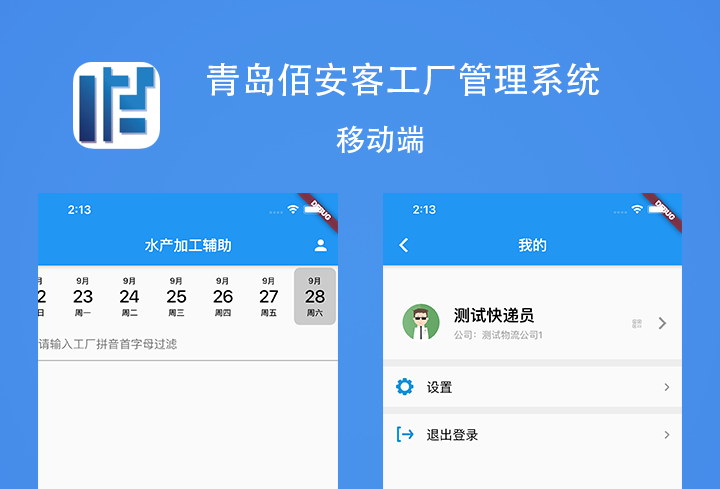 青岛佰安客工厂管理系统
移动端
2:13
DEBUG
水产加工辅助
9月 9月 9月 9月 9月 9月
23 24 25 26 27 28
周一 周二 周三 周四 周五 周六
请输入工厂拼音首字母过滤
2:13
DEBUG
我的
测试快递员
公司：测试物流公司1
设置
退出登录